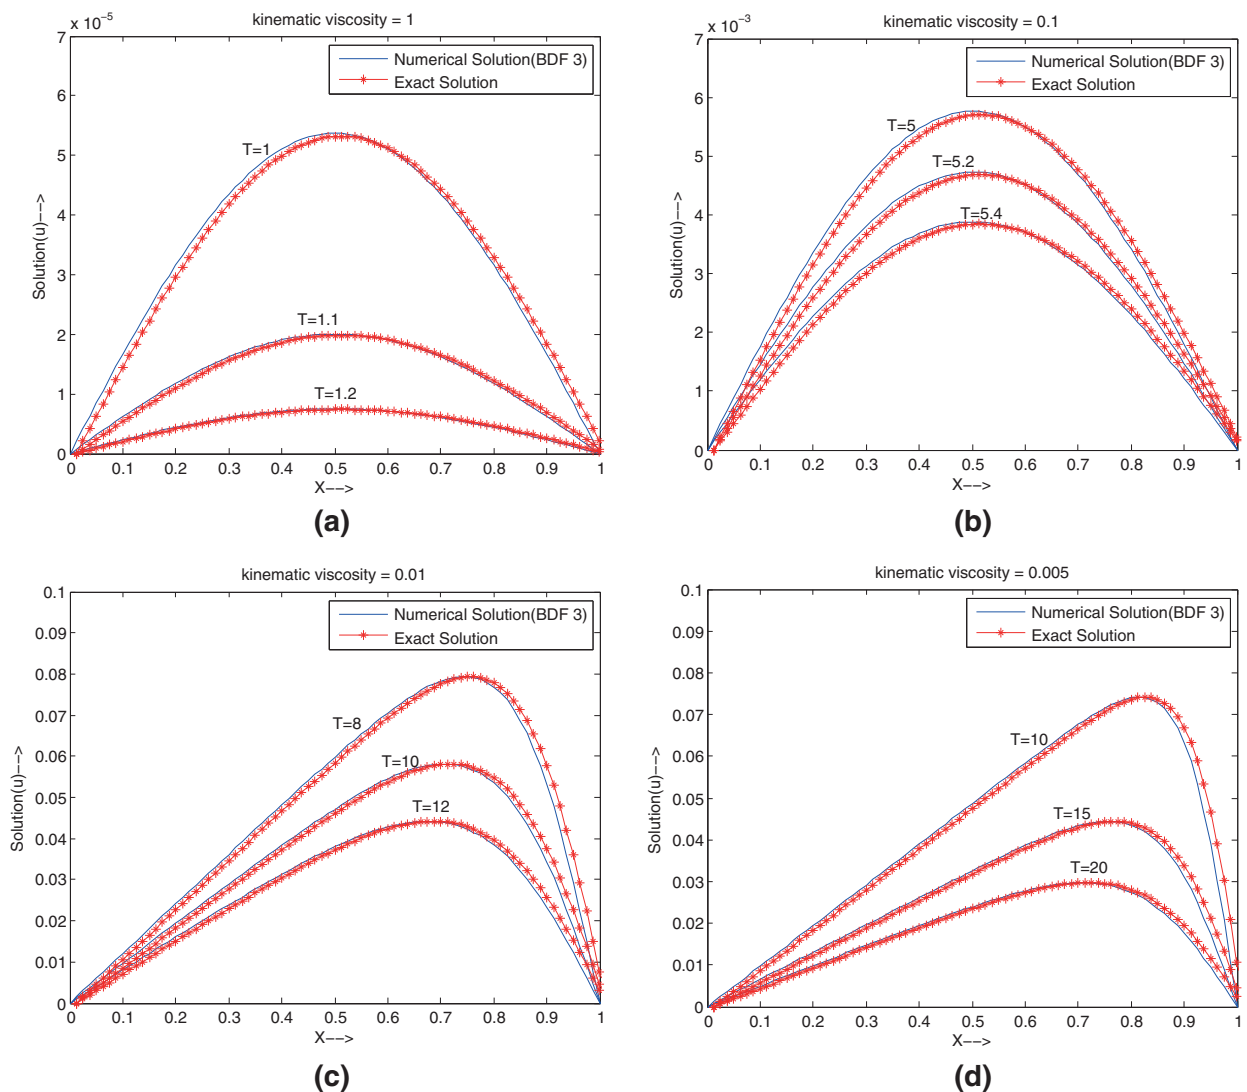 kinematic viscosity = 1
x 10⁻⁵
7
6
5
4
3
2
1
0
Solution(u)-->
Numerical Solution(BDF 3)
Exact Solution
T=1
T=1.1
T=1.2
0 0.1 0.2 0.3 0.4 0.5 0.6 0.7 0.8 0.9 1
X-->
(a)
kinematic viscosity = 0.1
x 10⁻³
7
6
5
4
3
2
1
0
Solution(u)-->
Numerical Solution(BDF 3)
Exact Solution
T=5
T=5.2
T=5.4
0 0.1 0.2 0.3 0.4 0.5 0.6 0.7 0.8 0.9 1
X-->
(b)
kinematic viscosity = 0.01
0.1
0.09
0.08
0.07
0.06
0.05
0.04
0.03
0.02
0.01
0
Solution(u)-->
Numerical Solution(BDF 3)
Exact Solution
T=8
T=10
T=12
0 0.1 0.2 0.3 0.4 0.5 0.6 0.7 0.8 0.9 1
X-->
(c)
kinematic viscosity = 0.005
0.1
0.09
0.08
0.07
0.06
0.05
0.04
0.03
0.02
0.01
0
Solution(u)-->
Numerical Solution(BDF 3)
Exact Solution
T=10
T=15
T=20
0 0.1 0.2 0.3 0.4 0.5 0.6 0.7 0.8 0.9 1
X-->
(d)